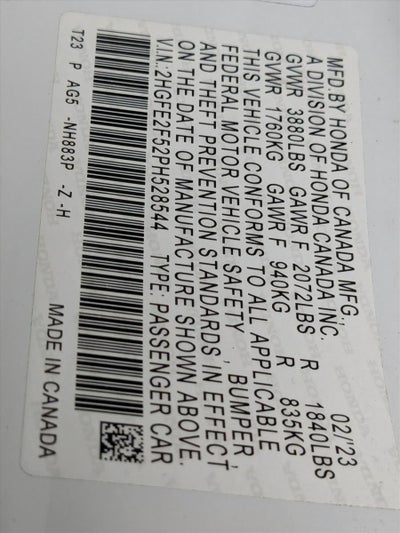 MFD.BY HONDA OF CANADA MFG., 02/'23
A DIVISION OF HONDA CANADA INC.
GVWR 3880LBS GAWR F 2072LBS R 1840LBS
GVWR 1760KG GAWR F 940KG R 835KG
THIS VEHICLE CONFORMS TO ALL APPLICABLE
FEDERAL MOTOR VEHICLE SAFETY , BUMPER,
AND THEFT PREVENTION STANDARDS IN EFFECT
ON THE DATE OF MANUFACTURE SHOWN ABOVE.
V.I.N.:2HGFE2F52PH528544 TYPE: PASSENGER CAR
T23 P AG5 -NH883P -Z -H MADE IN CANADA